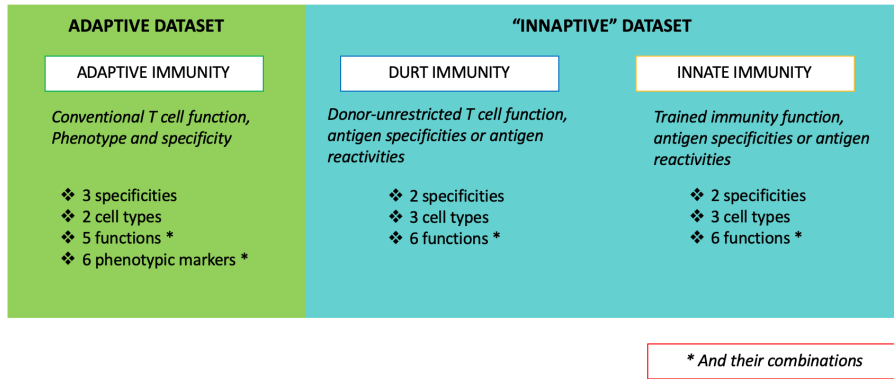 ADAPTIVE DATASET
"INNAPTIVE" DATASET
ADAPTIVE IMMUNITY
Conventional T cell function,
Phenotype and specificity
❖ 3 specificities
❖ 2 cell types
❖ 5 functions *
❖ 6 phenotypic markers *
DURT IMMUNITY
Donor-unrestricted T cell function,
antigen specificities or antigen
reactivities
❖ 2 specificities
❖ 3 cell types
❖ 6 functions *
INNATE IMMUNITY
Trained immunity function,
antigen specificities or antigen
reactivities
❖ 2 specificities
❖ 3 cell types
❖ 6 functions *
* And their combinations